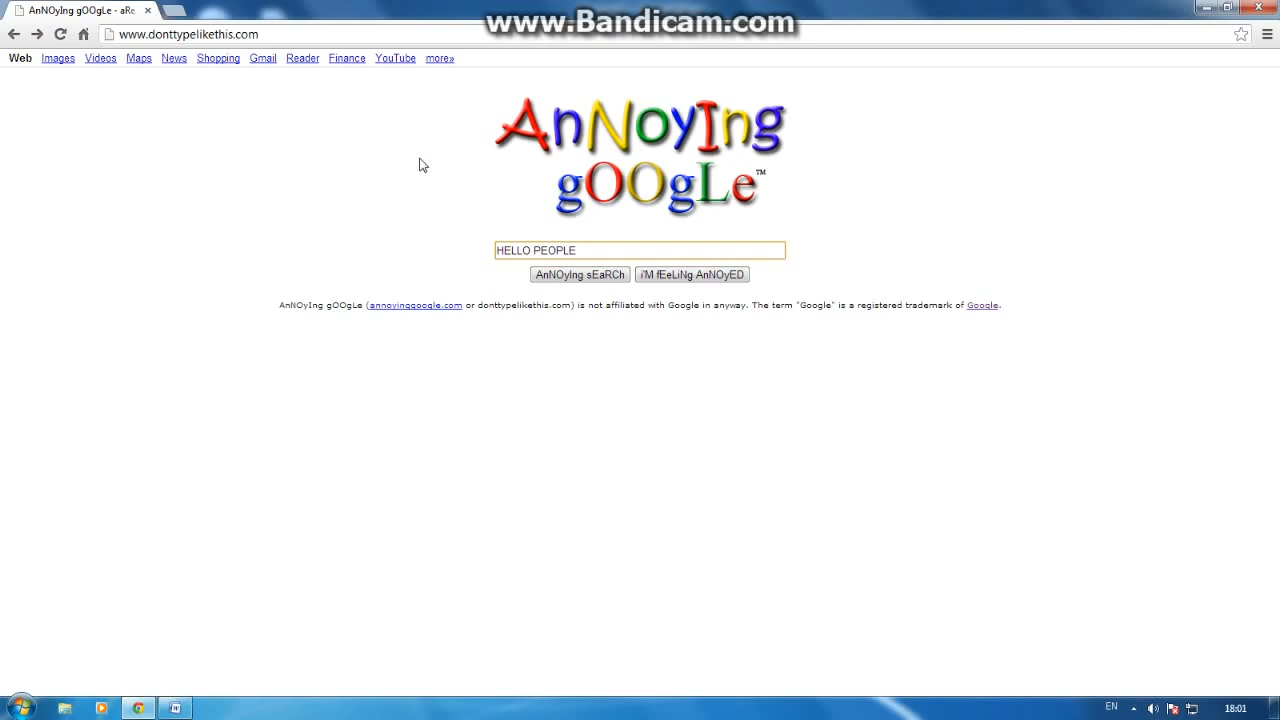 AnNOyIng gOOgLe - aRe
www.Bandicam.com
www.donttypelikethis.com
Web Images Videos Maps News Shopping Gmail Reader Finance YouTube more»
AnNoyIng
gOOgLe™
HELLO PEOPLE
AnNOyIng sEaRCh i'M fEeLiNg AnNOyED
AnNOyIng gOOgLe (annoyinggoogle.com or donttypelikethis.com) is not affiliated with Google in anyway. The term "Google" is a registered trademark of Google.
EN 18:01